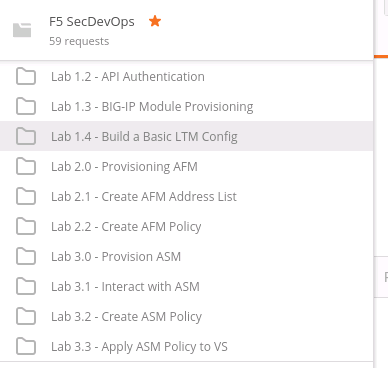 F5 SecDevOps
59 requests
Lab 1.2 - API Authentication
Lab 1.3 - BIG-IP Module Provisioning
Lab 1.4 - Build a Basic LTM Config
Lab 2.0 - Provisioning AFM
Lab 2.1 - Create AFM Address List
Lab 2.2 - Create AFM Policy
Lab 3.0 - Provision ASM
Lab 3.1 - Interact with ASM
Lab 3.2 - Create ASM Policy
Lab 3.3 - Apply ASM Policy to VS